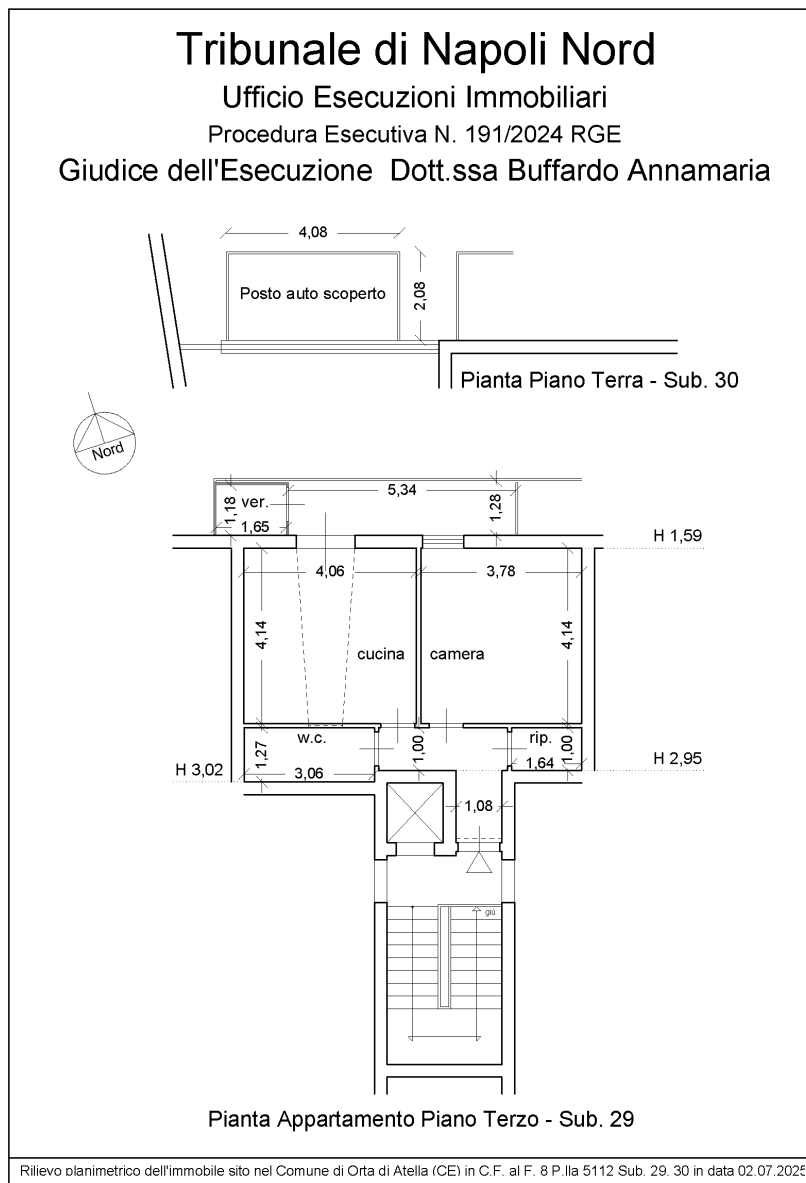 Tribunale di Napoli Nord
Ufficio Esecuzioni Immobiliari
Procedura Esecutiva N. 191/2024 RGE
Giudice dell'Esecuzione Dott.ssa Buffardo Annamaria
4,08
Posto auto scoperto
2,08
Pianta Piano Terra - Sub. 30
Nord
1,18
ver.
1,65
5,34
1,28
H 1,59
4,06
3,78
4,14
4,14
cucina
camera
w.c.
rip.
1,27
3,06
1,00
1,64
1,00
H 3,02
H 2,95
1,08
giù
Pianta Appartamento Piano Terzo - Sub. 29
Rilievo planimetrico dell'immobile sito nel Comune di Orta di Atella (CE) in C.F. al F. 8 P.lla 5112 Sub. 29. 30 in data 02.07.2025